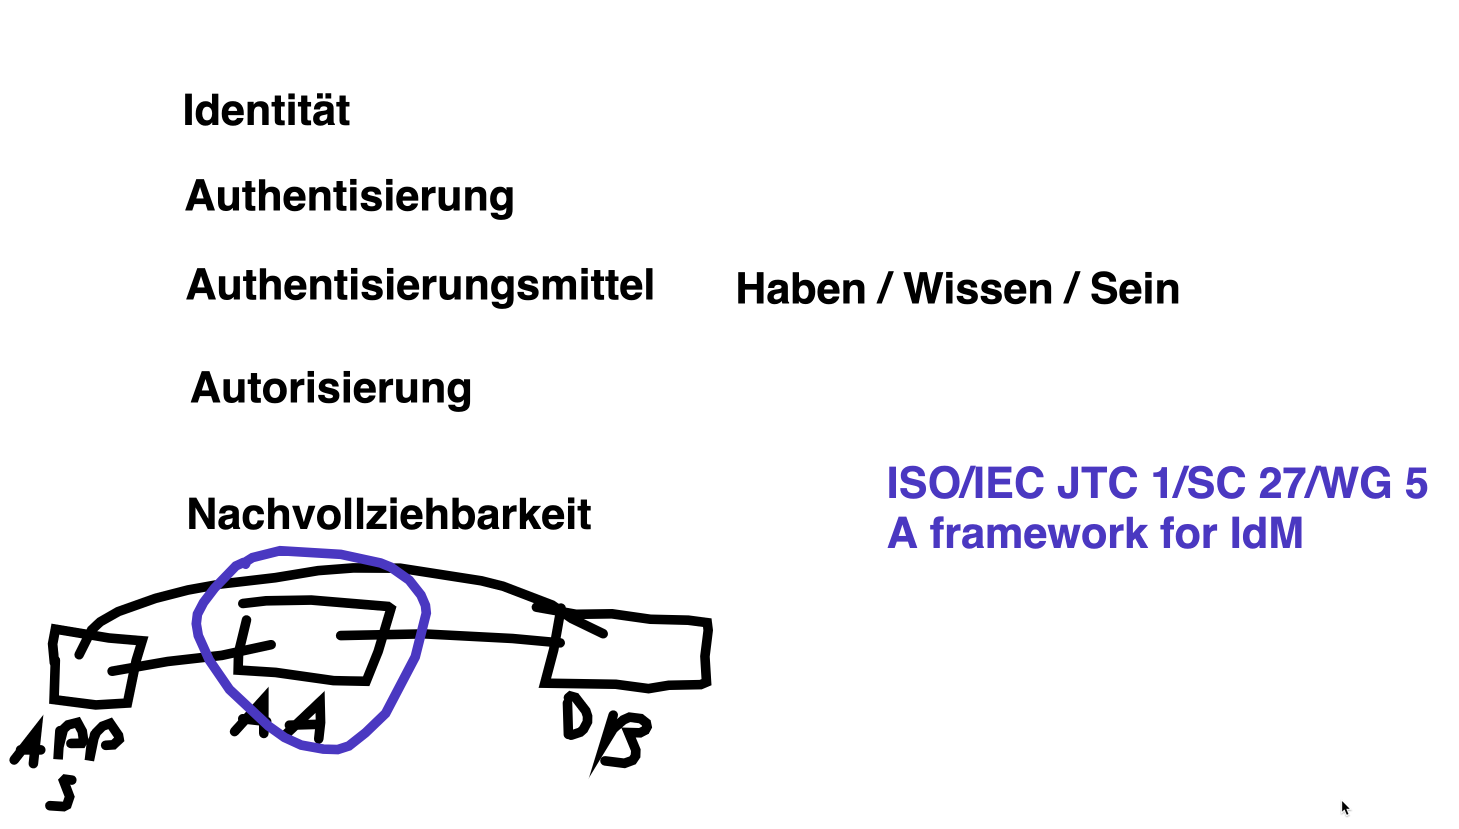 Identität
Authentisierung
Authentisierungsmittel Haben / Wissen / Sein
Autorisierung
ISO/IEC JTC 1/SC 27/WG 5
A framework for IdM
Nachvollziehbarkeit
APP
S
AA
DB